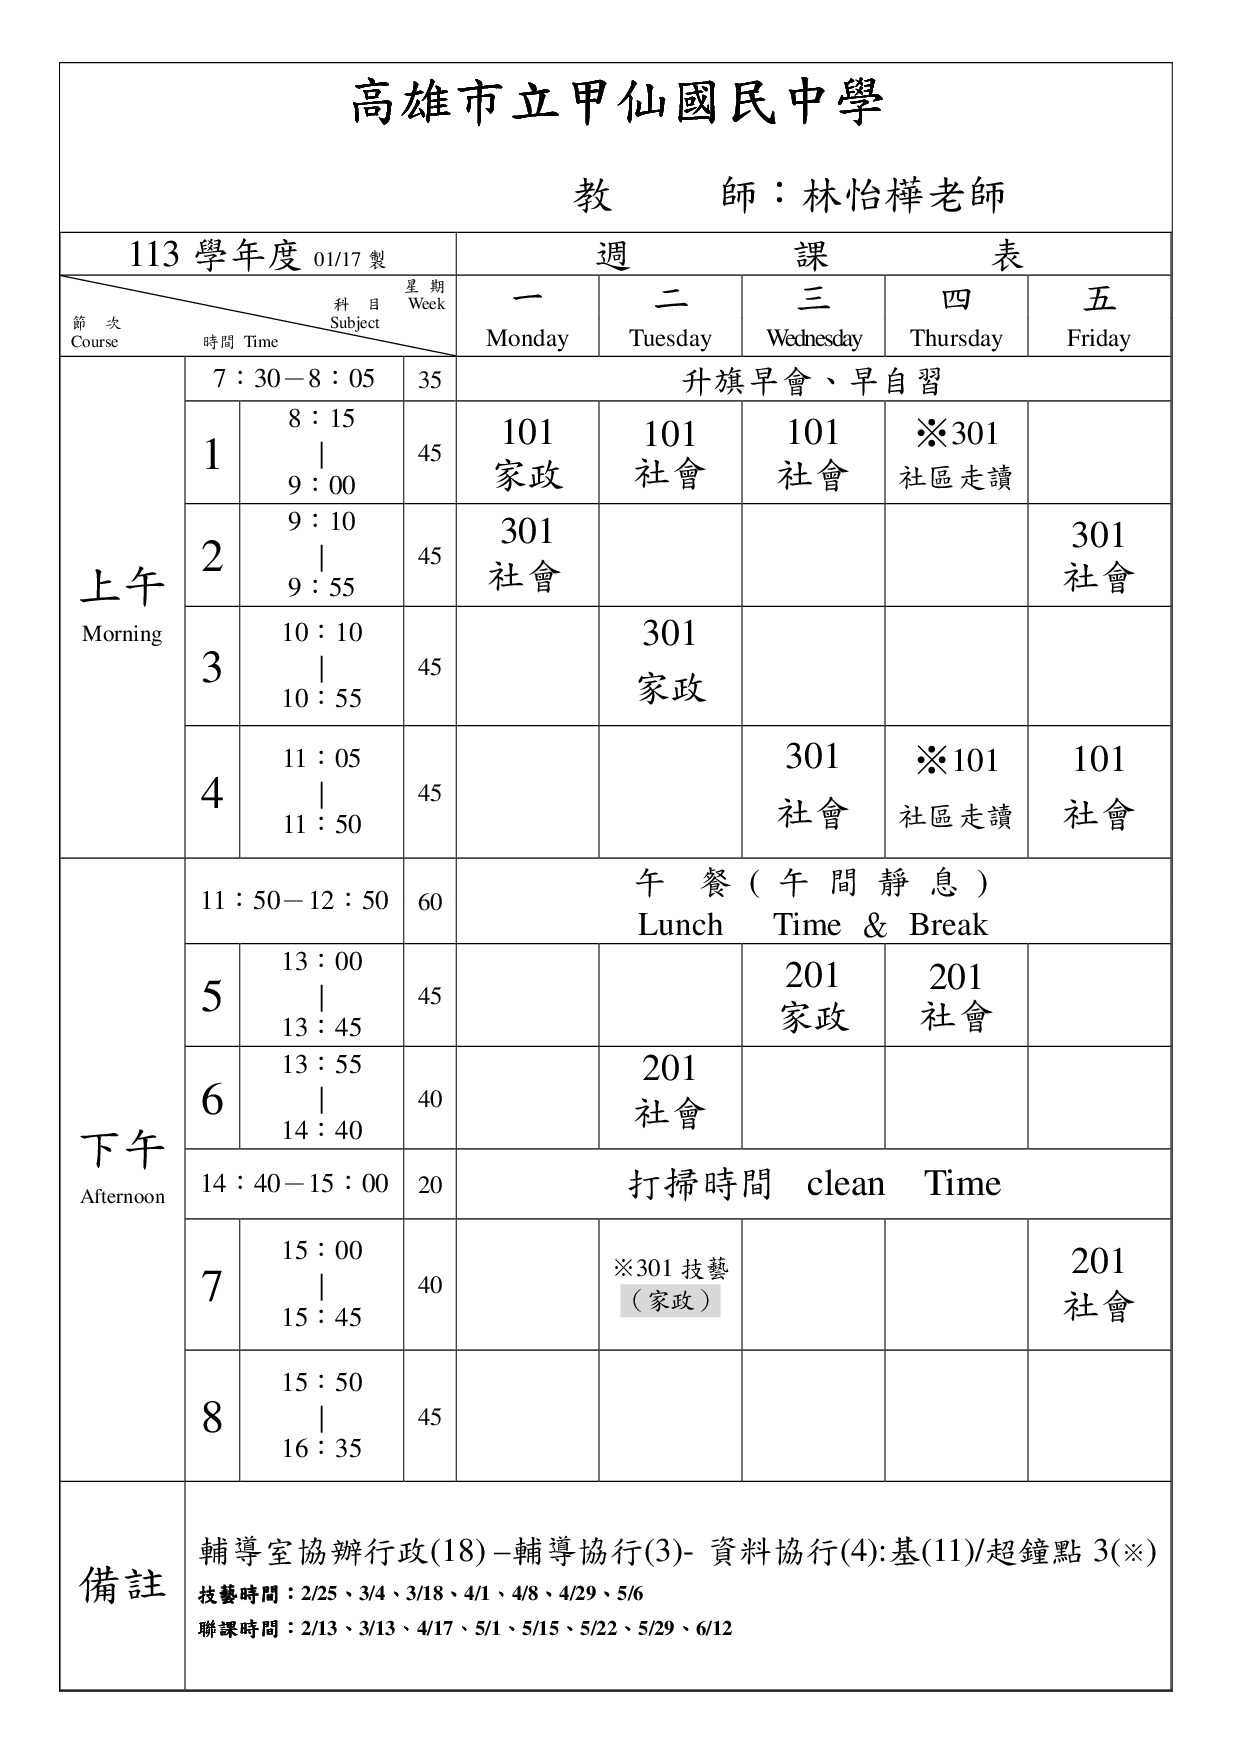 高雄市立甲仙國民中學
教　　師：林怡樺老師
113 學年度 01/17 製
週　課　表
星 期
Week
科 目
Subject
節 次
Course
時間 Time
一 二 三 四 五
Monday Tuesday Wednesday Thursday Friday
上午
Morning
7：30－8：05 35 升旗早會、早自習
1 8：15 | 9：00 45
101 101 101 ※301
家政 社會 社會 社區走讀
2 9：10 | 9：55 45
301 301
社會 社會
3 10：10 | 10：55 45
301
家政
4 11：05 | 11：50 45
301 ※101 101
社會 社區走讀 社會
下午
Afternoon
11：50－12：50 60
午 餐 ( 午 間 靜 息 )
Lunch Time & Break
5 13：00 | 13：45 45
201 201
家政 社會
6 13：55 | 14：40 40
201
社會
14：40－15：00 20 打掃時間 clean Time
7 15：00 | 15：45 40
※301 技藝 201
（家政） 社會
8 15：50 | 16：35 45
備註
輔導室協辦行政(18) –輔導協行(3)- 資料協行(4):基(11)/超鐘點 3(※)
技藝時間：2/25、3/4、3/18、4/1、4/8、4/29、5/6
聯課時間：2/13、3/13、4/17、5/1、5/15、5/22、5/29、6/12